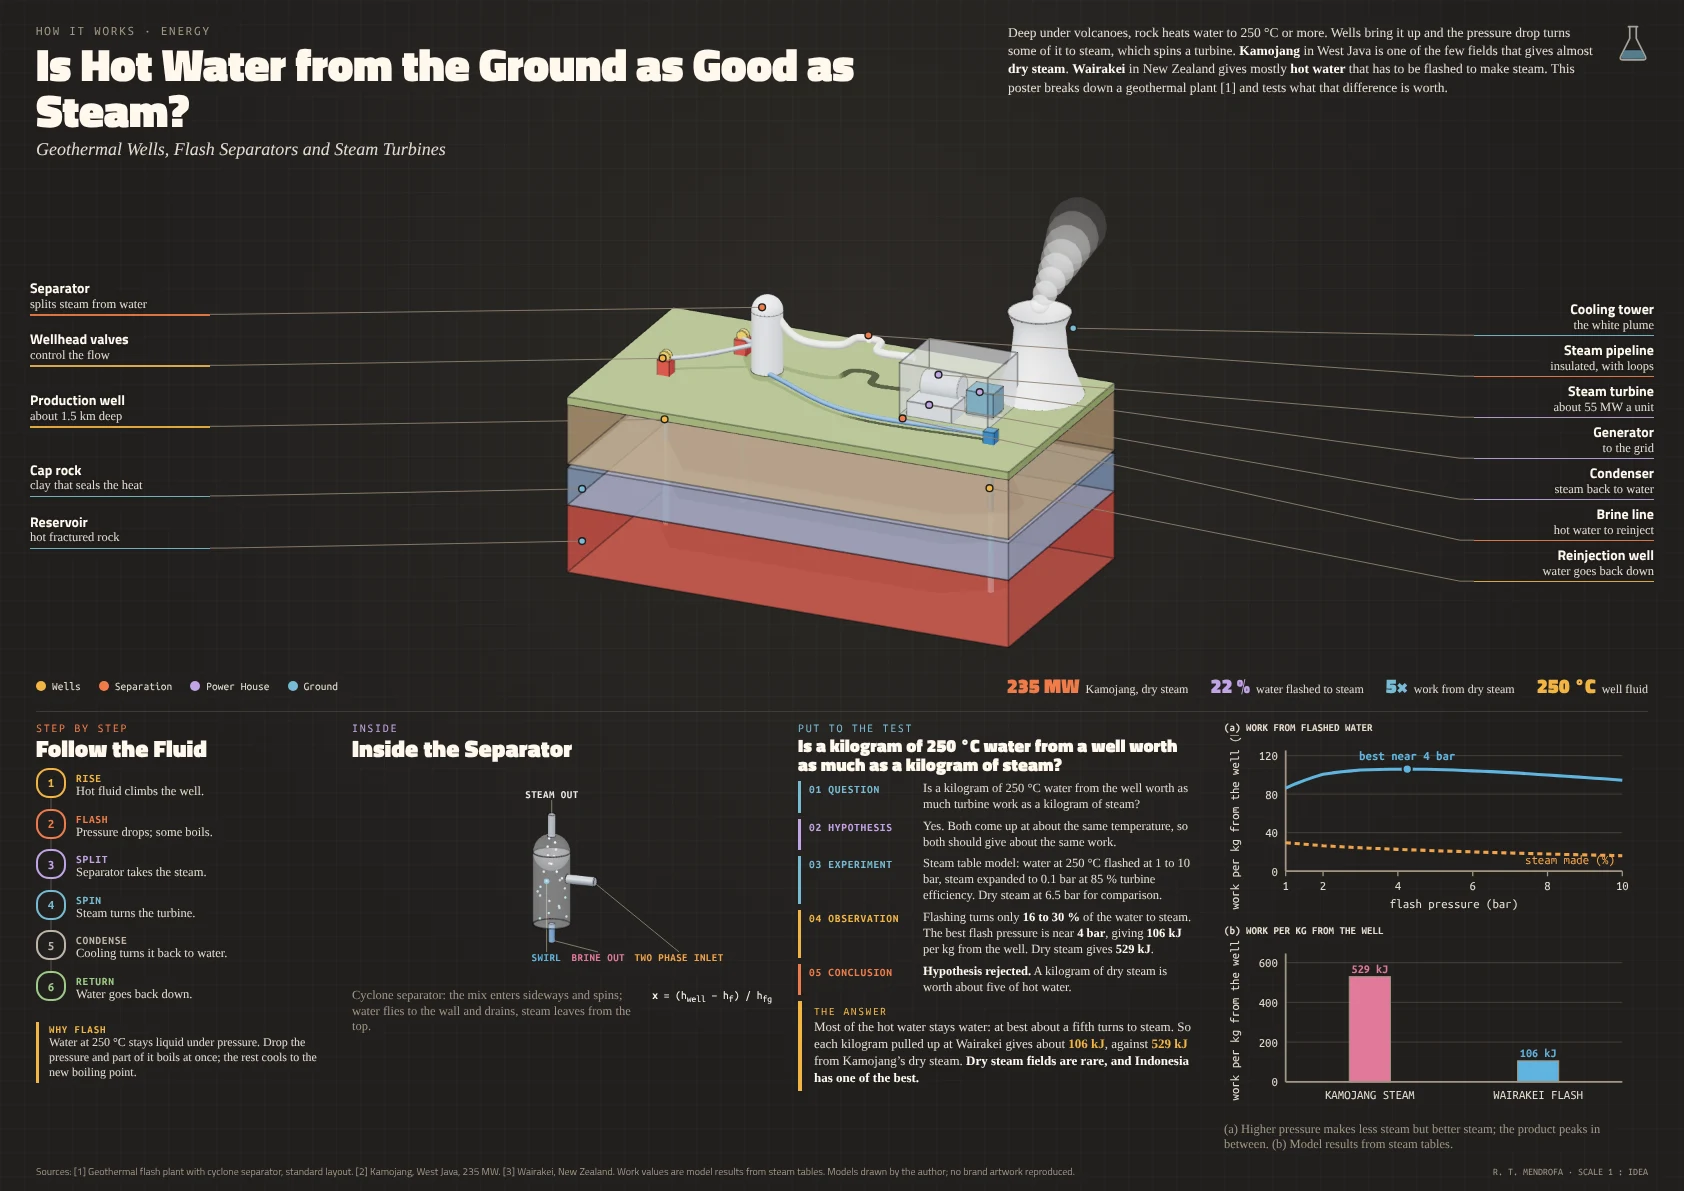 HOW IT WORKS · ENERGY
Is Hot Water from the Ground as Good as
Steam?
Geothermal Wells, Flash Separators and Steam Turbines
Deep under volcanoes, rock heats water to 250 °C or more. Wells bring it up and the pressure drop turns
some of it to steam, which spins a turbine. Kamojang in West Java is one of the few fields that gives almost
dry steam. Wairakei in New Zealand gives mostly hot water that has to be flashed to make steam. This
poster breaks down a geothermal plant [1] and tests what that difference is worth.
Separator
splits steam from water
Wellhead valves
control the flow
Production well
about 1.5 km deep
Cap rock
clay that seals the heat
Reservoir
hot fractured rock
Cooling tower
the white plume
Steam pipeline
insulated, with loops
Steam turbine
about 55 MW a unit
Generator
to the grid
Condenser
steam back to water
Brine line
hot water to reinject
Reinjection well
water goes back down
Wells
Separation
Power House
Ground
235 MW Kamojang, dry steam
22 % water flashed to steam
5× work from dry steam
250 °C well fluid
STEP BY STEP
Follow the Fluid
1 RISE
Hot fluid climbs the well.
2 FLASH
Pressure drops; some boils.
3 SPLIT
Separator takes the steam.
4 SPIN
Steam turns the turbine.
5 CONDENSE
Cooling turns it back to water.
6 RETURN
Water goes back down.
WHY FLASH
Water at 250 °C stays liquid under pressure. Drop the
pressure and part of it boils at once; the rest cools to the
new boiling point.
INSIDE
Inside the Separator
STEAM OUT
SWIRL BRINE OUT TWO PHASE INLET
Cyclone separator: the mix enters sideways and spins;
water flies to the wall and drains, steam leaves from the
top.
x = (hwell − hf) / hfg
PUT TO THE TEST
Is a kilogram of 250 °C water from a well worth
as much as a kilogram of steam?
01 QUESTION
Is a kilogram of 250 °C water from the well worth as
much turbine work as a kilogram of steam?
02 HYPOTHESIS
Yes. Both come up at about the same temperature, so
both should give about the same work.
03 EXPERIMENT
Steam table model: water at 250 °C flashed at 1 to 10
bar, steam expanded to 0.1 bar at 85 % turbine
efficiency. Dry steam at 6.5 bar for comparison.
04 OBSERVATION
Flashing turns only 16 to 30 % of the water to steam.
The best flash pressure is near 4 bar, giving 106 kJ
per kg from the well. Dry steam gives 529 kJ.
05 CONCLUSION
Hypothesis rejected. A kilogram of dry steam is
worth about five of hot water.
THE ANSWER
Most of the hot water stays water: at best about a fifth turns to steam. So
each kilogram pulled up at Wairakei gives about 106 kJ, against 529 kJ
from Kamojang’s dry steam. Dry steam fields are rare, and Indonesia
has one of the best.
(a) WORK FROM FLASHED WATER
work per kg from the well (
120
80
40
0
best near 4 bar
steam made (%)
1 2 4 6 8 10
flash pressure (bar)
(b) WORK PER KG FROM THE WELL
work per kg from the well
600
400
200
0
529 kJ
106 kJ
KAMOJANG STEAM
WAIRAKEI FLASH
(a) Higher pressure makes less steam but better steam; the product peaks in
between. (b) Model results from steam tables.
Sources: [1] Geothermal flash plant with cyclone separator, standard layout. [2] Kamojang, West Java, 235 MW. [3] Wairakei, New Zealand. Work values are model results from steam tables. Models drawn by the author; no brand artwork reproduced.
R. T. MENDROFA · SCALE 1 : IDEA